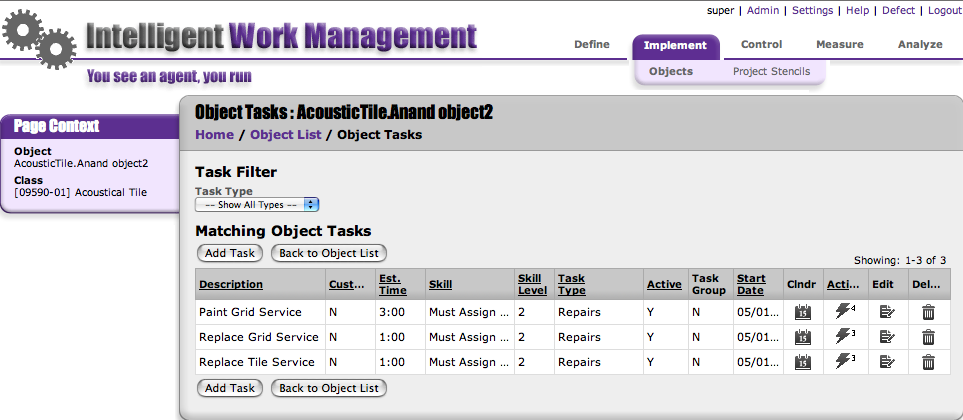 super | Admin | Settings | Help | Defect | Logout
Intelligent Work Management
You see an agent, you run
Define Implement Control Measure Analyze
Objects Project Stencils
Page Context
Object
AcousticTile.Anand object2
Class
[09590-01] Acoustical Tile
Object Tasks : AcousticTile.Anand object2
Home / Object List / Object Tasks
Task Filter
Task Type
-- Show All Types --
Matching Object Tasks
Add Task Back to Object List
Showing: 1-3 of 3
Description Cust... Est. Time Skill Skill Level Task Type Active Task Group Start Date Clndr Acti... Edit Del...
Paint Grid Service N 3:00 Must Assign ... 2 Repairs Y N 05/01... 15 4
Replace Grid Service N 1:00 Must Assign ... 2 Repairs Y N 05/01... 15 3
Replace Tile Service N 1:00 Must Assign ... 2 Repairs Y N 05/01... 15 3
Add Task Back to Object List